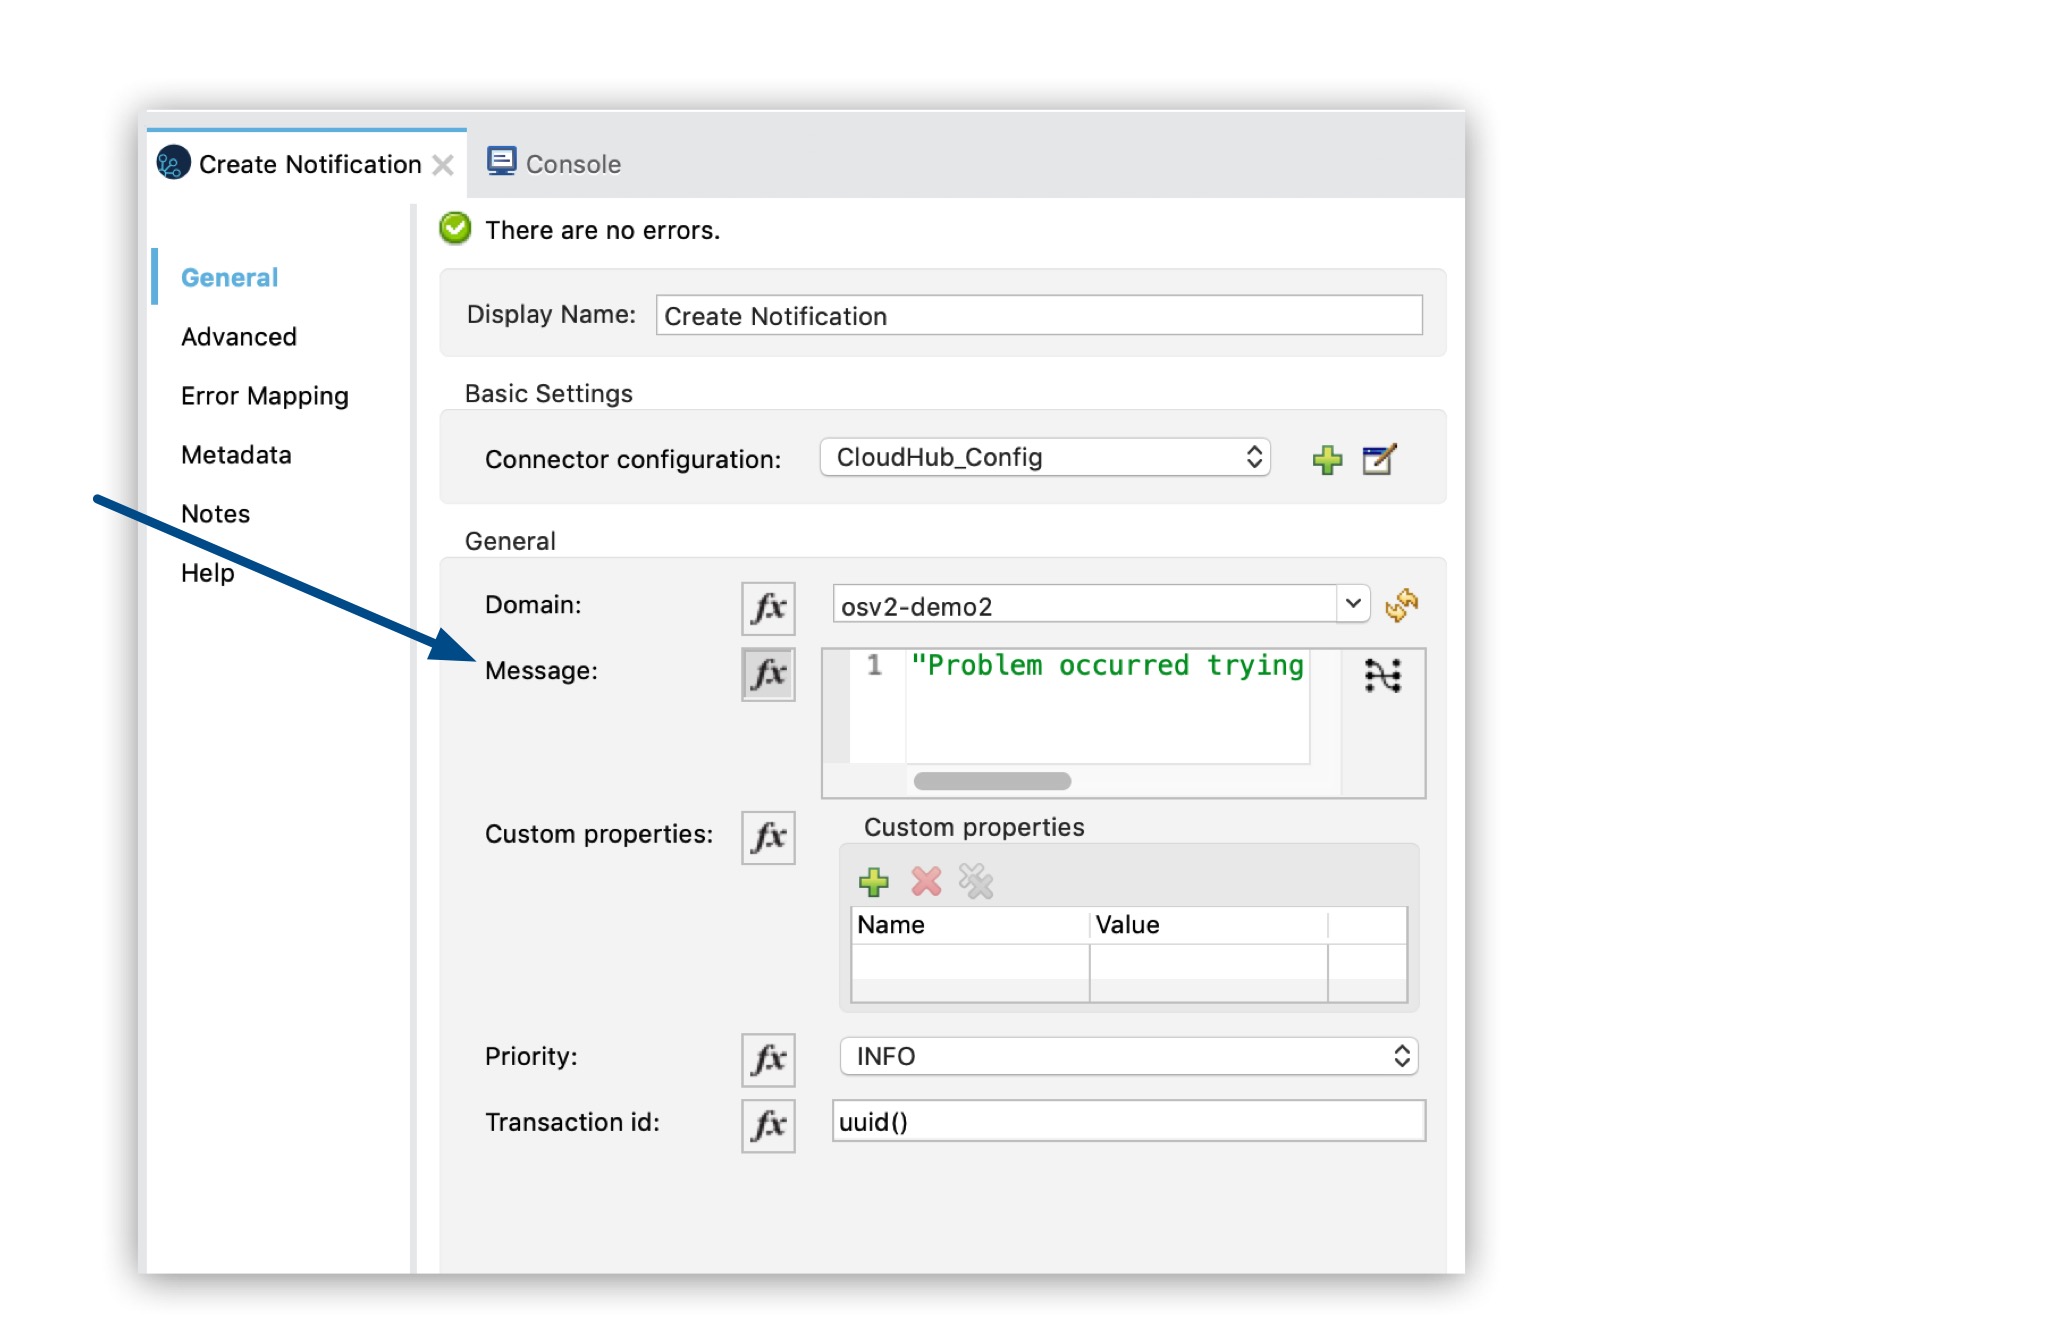 Create Notification
Console
There are no errors.
General
Advanced
Error Mapping
Metadata
Notes
Help
Display Name: Create Notification
Basic Settings
Connector configuration: CloudHub_Config
General
Domain: fx osv2-demo2
Message: fx 1 "Problem occurred trying
Custom properties: fx Custom properties
Name Value
Priority: fx INFO
Transaction id: fx uuid()